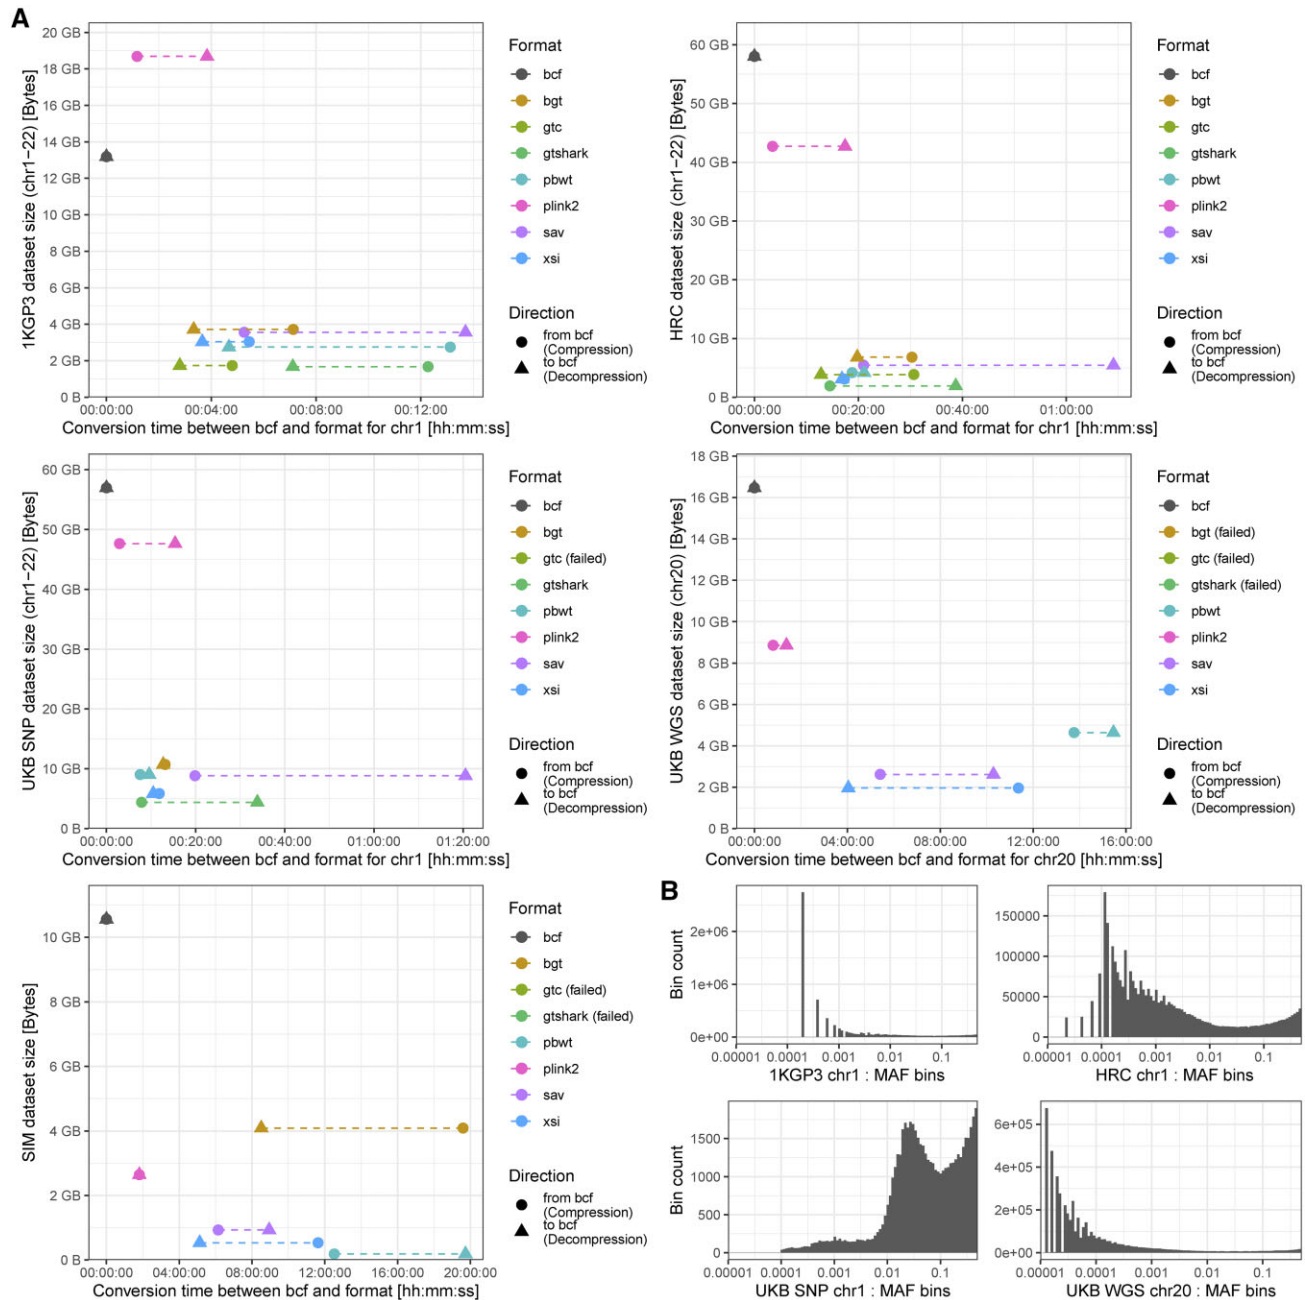 A
20 GB
18 GB
16 GB
14 GB
12 GB
10 GB
8 GB
6 GB
4 GB
2 GB
0 B
1KGP3 dataset size (chr1−22) [Bytes]
00:00:00 00:04:00 00:08:00 00:12:00
Conversion time between bcf and format for chr1 [hh:mm:ss]
Format
bcf
bgt
gtc
gtshark
pbwt
plink2
sav
xsi
Direction
from bcf
(Compression)
to bcf
(Decompression)
60 GB
50 GB
40 GB
30 GB
20 GB
10 GB
0 B
HRC dataset size (chr1−22) [Bytes]
00:00:00 00:20:00 00:40:00 01:00:00
Conversion time between bcf and format for chr1 [hh:mm:ss]
Format
bcf
bgt
gtc
gtshark
pbwt
plink2
sav
xsi
Direction
from bcf
(Compression)
to bcf
(Decompression)
60 GB
50 GB
40 GB
30 GB
20 GB
10 GB
0 B
UKB SNP dataset size (chr1−22) [Bytes]
00:00:00 00:20:00 00:40:00 01:00:00 01:20:00
Conversion time between bcf and format for chr1 [hh:mm:ss]
Format
bcf
bgt
gtc (failed)
gtshark
pbwt
plink2
sav
xsi
Direction
from bcf
(Compression)
to bcf
(Decompression)
18 GB
16 GB
14 GB
12 GB
10 GB
8 GB
6 GB
4 GB
2 GB
0 B
UKB WGS dataset size (chr20) [Bytes]
00:00:00 04:00:00 08:00:00 12:00:00 16:00:00
Conversion time between bcf and format for chr20 [hh:mm:ss]
Format
bcf
bgt (failed)
gtc (failed)
gtshark (failed)
pbwt
plink2
sav
xsi
Direction
from bcf
(Compression)
to bcf
(Decompression)
10 GB
8 GB
6 GB
4 GB
2 GB
0 B
SIM dataset size [Bytes]
00:00:00 04:00:00 08:00:00 12:00:00 16:00:00 20:00:00
Conversion time between bcf and format [hh:mm:ss]
Format
bcf
bgt
gtc (failed)
gtshark (failed)
pbwt
plink2
sav
xsi
Direction
from bcf
(Compression)
to bcf
(Decompression)
B
Bin count
2e+06
1e+06
0e+00
0.00001 0.0001 0.001 0.01 0.1
1KGP3 chr1 : MAF bins
150000
100000
50000
0
0.00001 0.0001 0.001 0.01 0.1
HRC chr1 : MAF bins
Bin count
1500
1000
500
0
0.00001 0.0001 0.001 0.01 0.1
UKB SNP chr1 : MAF bins
6e+05
4e+05
2e+05
0e+00
0.00001 0.0001 0.001 0.01 0.1
UKB WGS chr20 : MAF bins